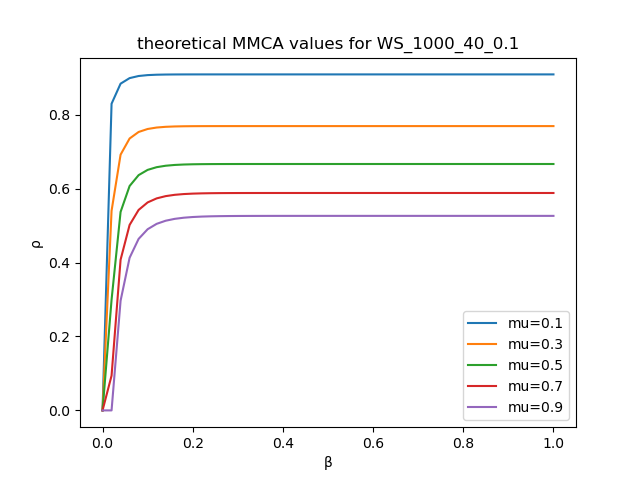 theoretical MMCA values for WS_1000_40_0.1
ρ
0.8
0.6
0.4
0.2
0.0
mu=0.1
mu=0.3
mu=0.5
mu=0.7
mu=0.9
0.0 0.2 0.4 0.6 0.8 1.0
β